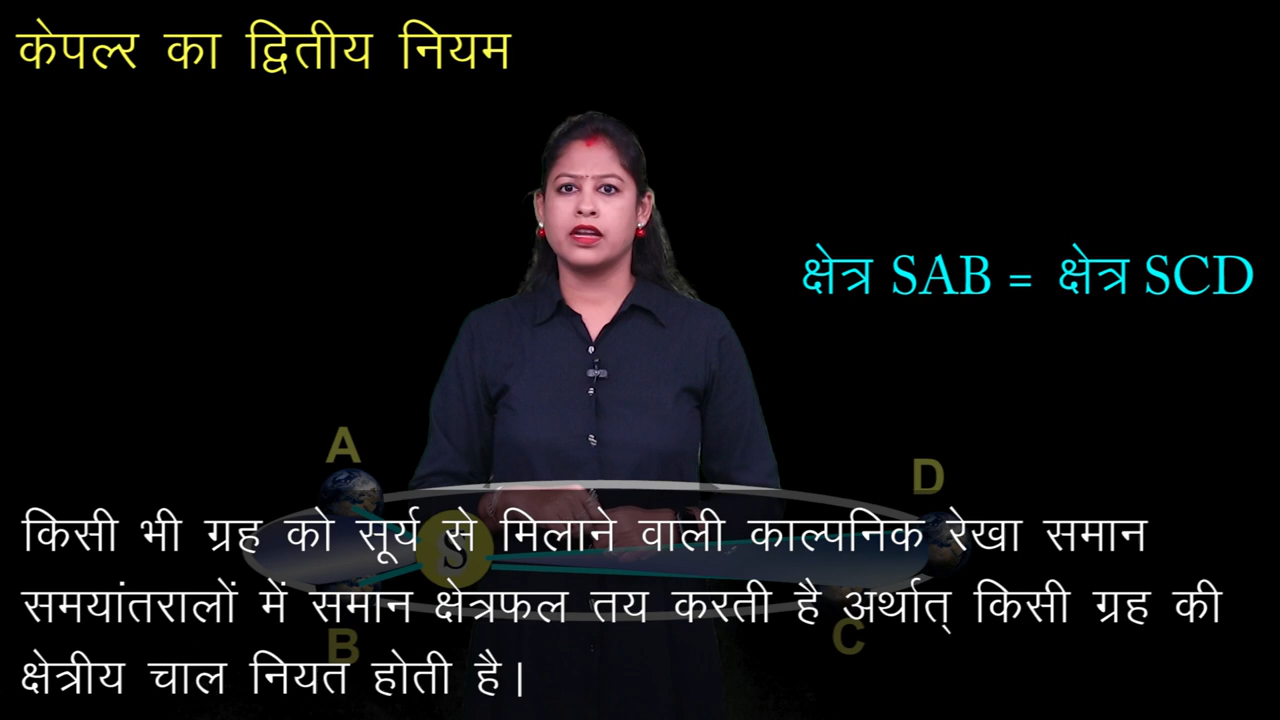 केपलर का द्वितीय नियम
क्षेत्र SAB = क्षेत्र SCD
A
D
S
किसी भी ग्रह को सूर्य से मिलाने वाली काल्पनिक रेखा समान
समयांतरालों में समान क्षेत्रफल तय करती है अर्थात् किसी ग्रह की
B
C
क्षेत्रीय चाल नियत होती है।